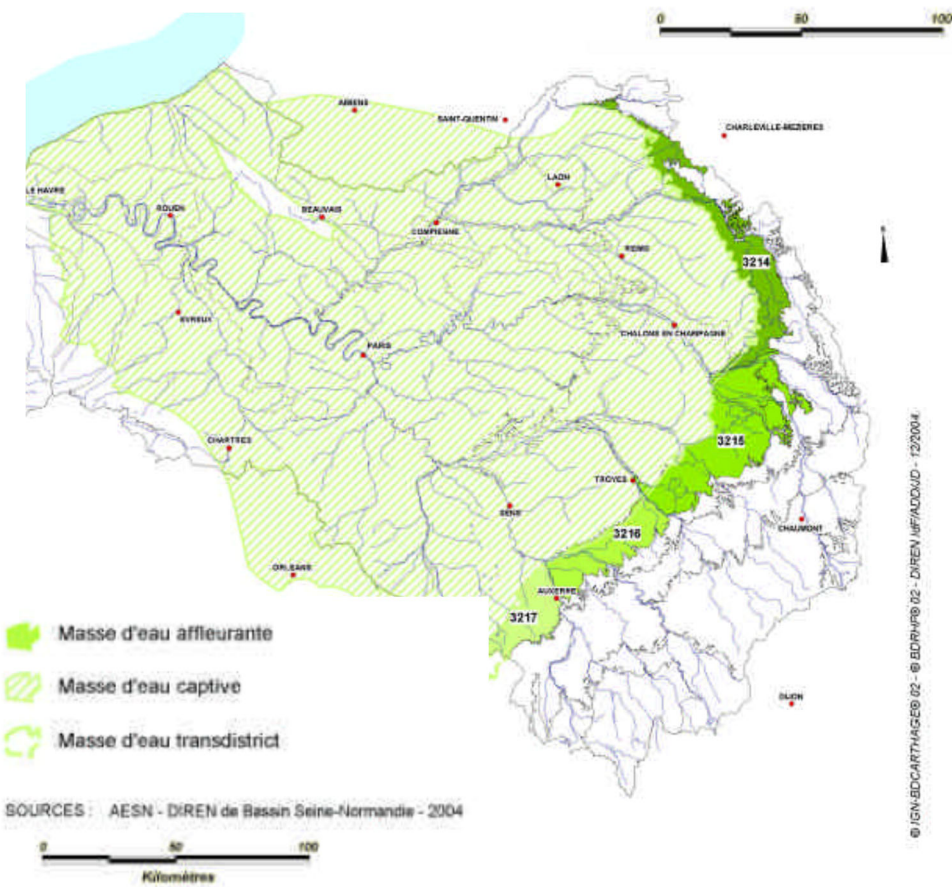 0 50 100
AMIENS
SAINT-QUENTIN
CHARLEVILLE-MEZIERES
LAON
LE HAVRE
ROUEN
BEAUVAIS
COMPIEGNE
REIMS
3214
EVREUX
CHALONS EN CHAMPAGNE
PARIS
CHARTRES
3215
TROYES
SENS
CHAUMONT
3216
ORLEANS
AUXERRE
3217
DIJON
Masse d'eau affleurante
Masse d'eau captive
Masse d'eau transdistrict
SOURCES : AESN - DIREN de Bassin Seine-Normandie - 2004
0 50 100
Kilomètres
© IGN-BDCARTHAGE® 02 - © BDRHF® 02 - DIREN IdF/ADD/JD - 12/2004